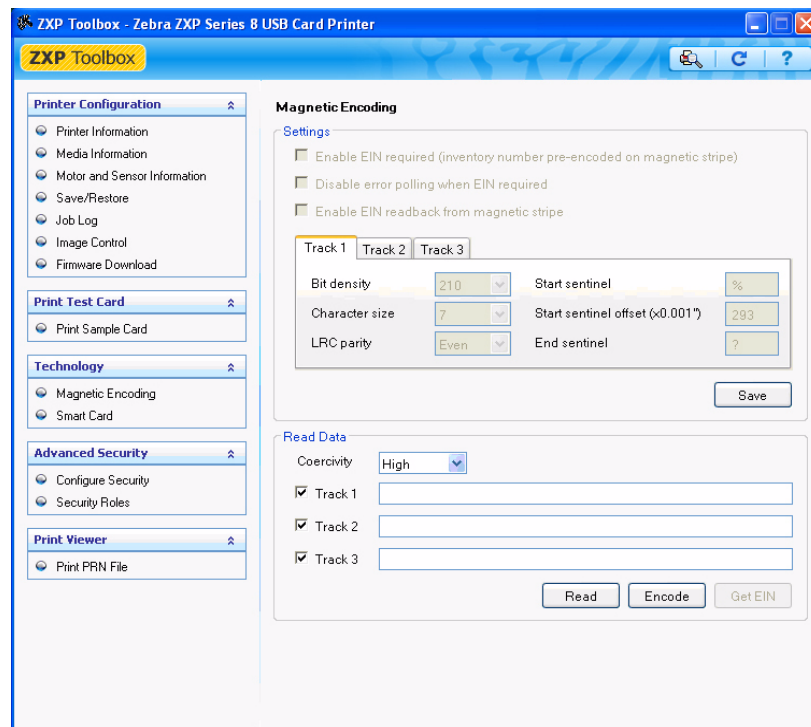 ZXP Toolbox - Zebra ZXP Series 8 USB Card Printer
ZXP Toolbox
Printer Configuration
Printer Information
Media Information
Motor and Sensor Information
Save/Restore
Job Log
Image Control
Firmware Download
Print Test Card
Print Sample Card
Technology
Magnetic Encoding
Smart Card
Advanced Security
Configure Security
Security Roles
Print Viewer
Print PRN File
Magnetic Encoding
Settings
Enable EIN required (inventory number pre-encoded on magnetic stripe)
Disable error polling when EIN required
Enable EIN readback from magnetic stripe
Track 1 Track 2 Track 3
Bit density 210 Start sentinel %
Character size 7 Start sentinel offset (x0.001") 293
LRC parity Even End sentinel ?
Save
Read Data
Coercivity High
Track 1
Track 2
Track 3
Read Encode Get EIN